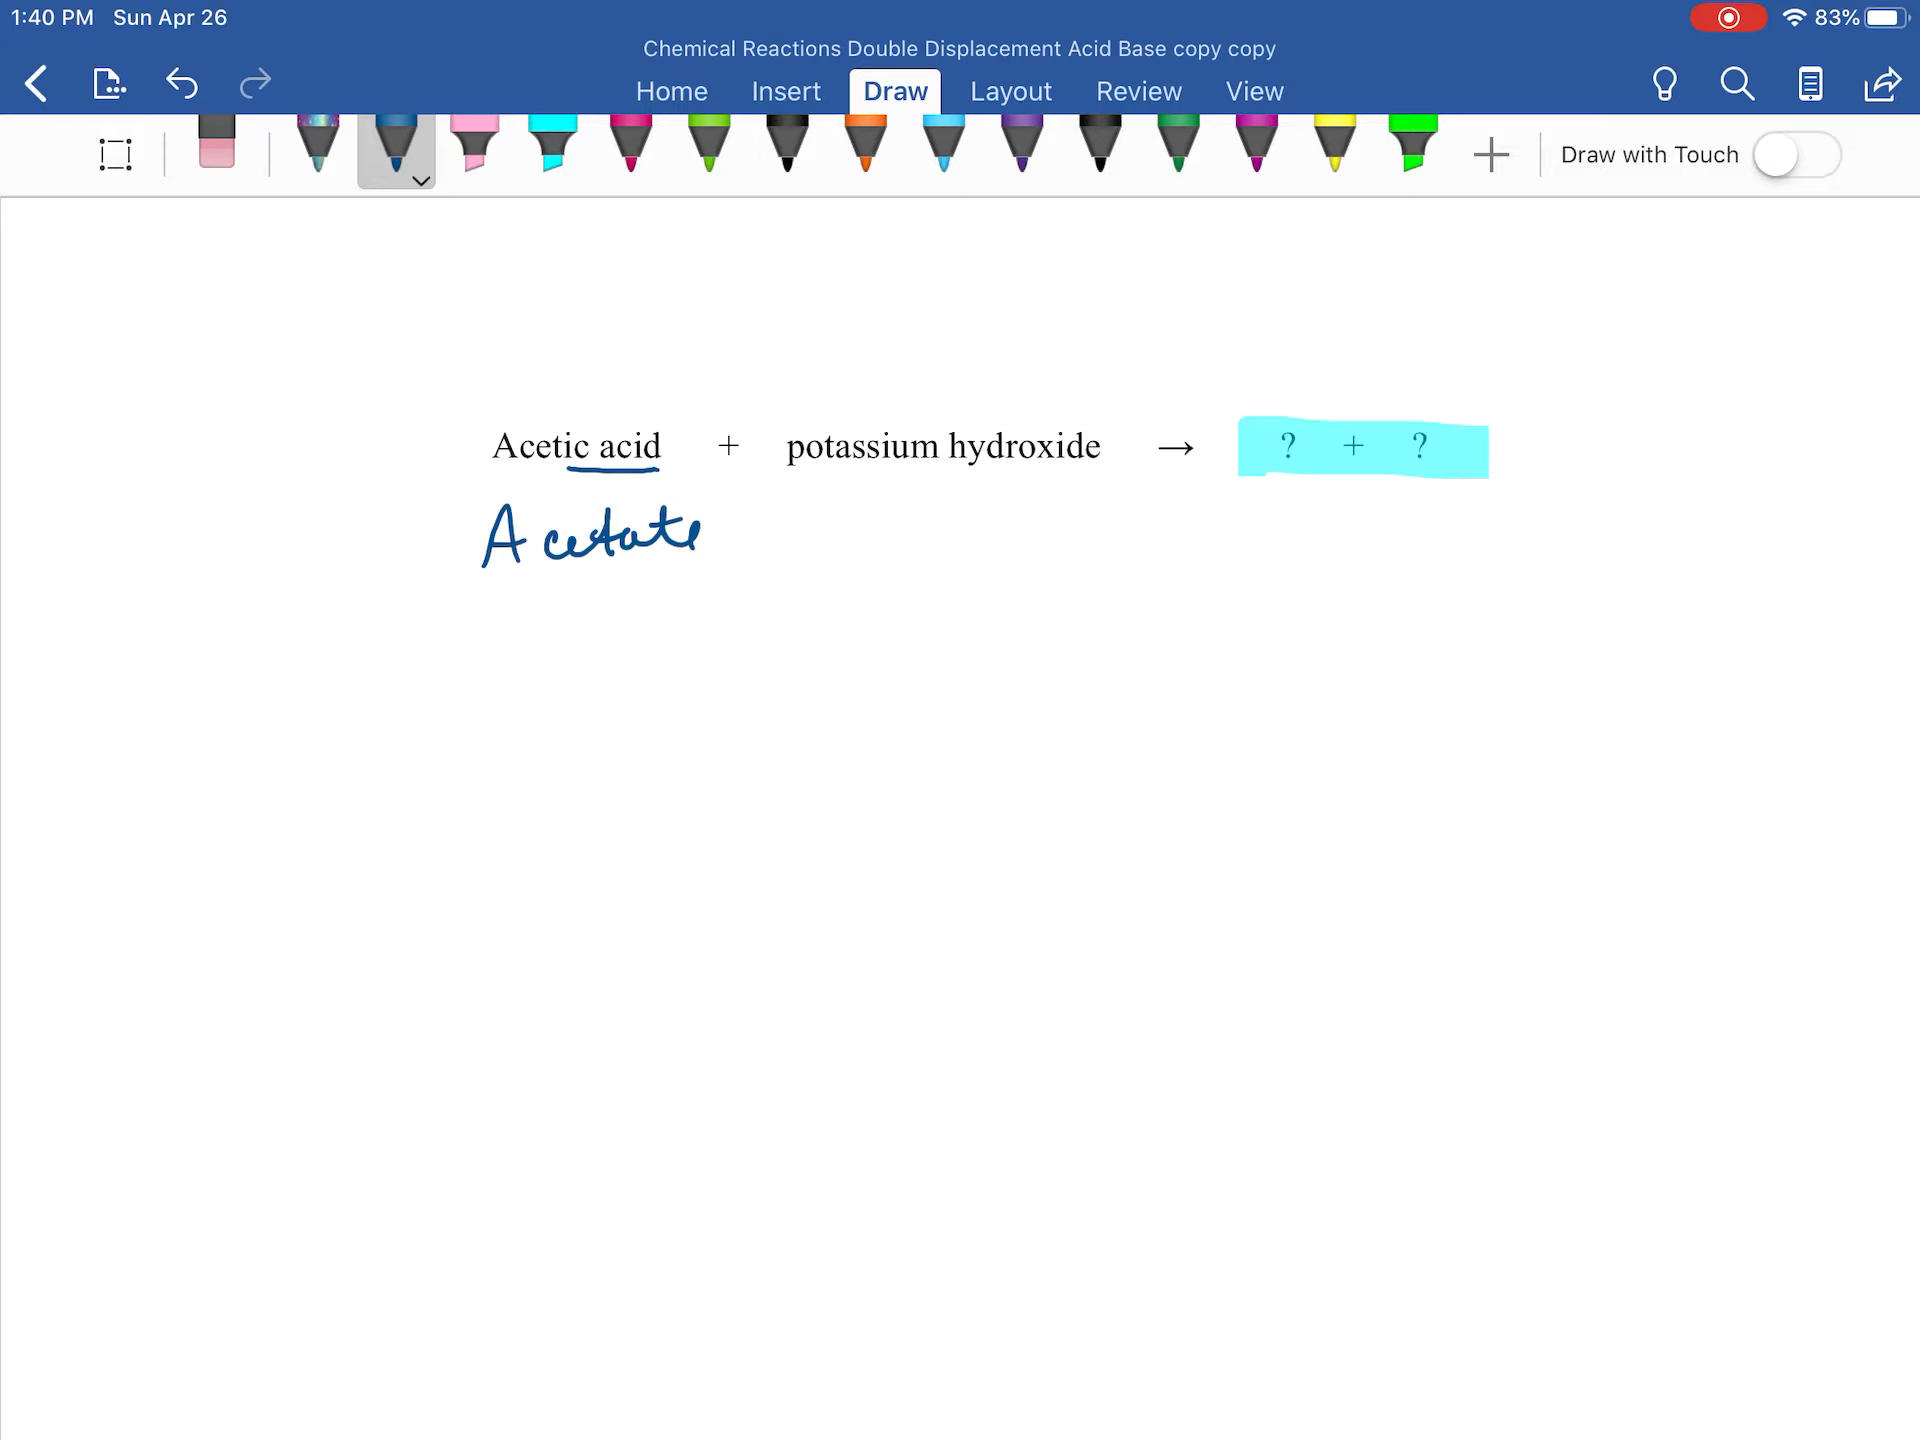 1:40 PM Sun Apr 26 83%
Chemical Reactions Double Displacement Acid Base copy copy
Home Insert Draw Layout Review View
Draw with Touch
Acetic acid + potassium hydroxide → ? + ?
Acetate